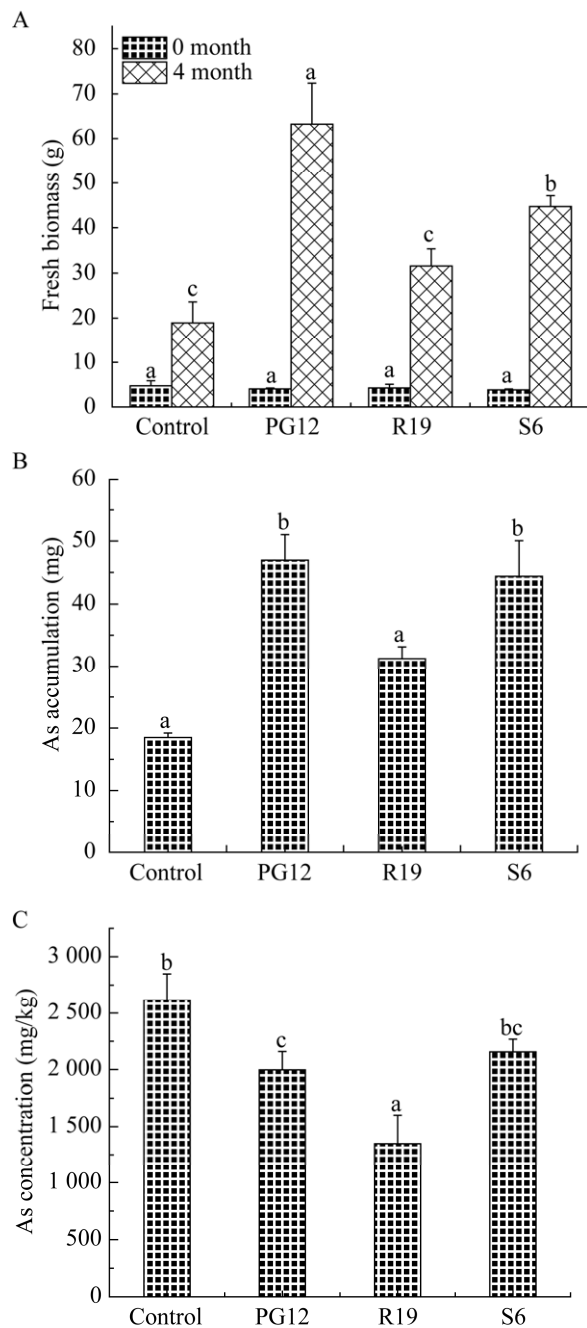 A
0 month
4 month
Fresh biomass (g)
80
70
60
50
40
30
20
10
0
a
c
a
a
a
c
a
b
Control PG12 R19 S6
B
As accumulation (mg)
60
50
40
30
20
10
0
a
b
a
b
Control PG12 R19 S6
C
As concentration (mg/kg)
3 000
2 500
2 000
1 500
1 000
500
0
b
c
a
bc
Control PG12 R19 S6